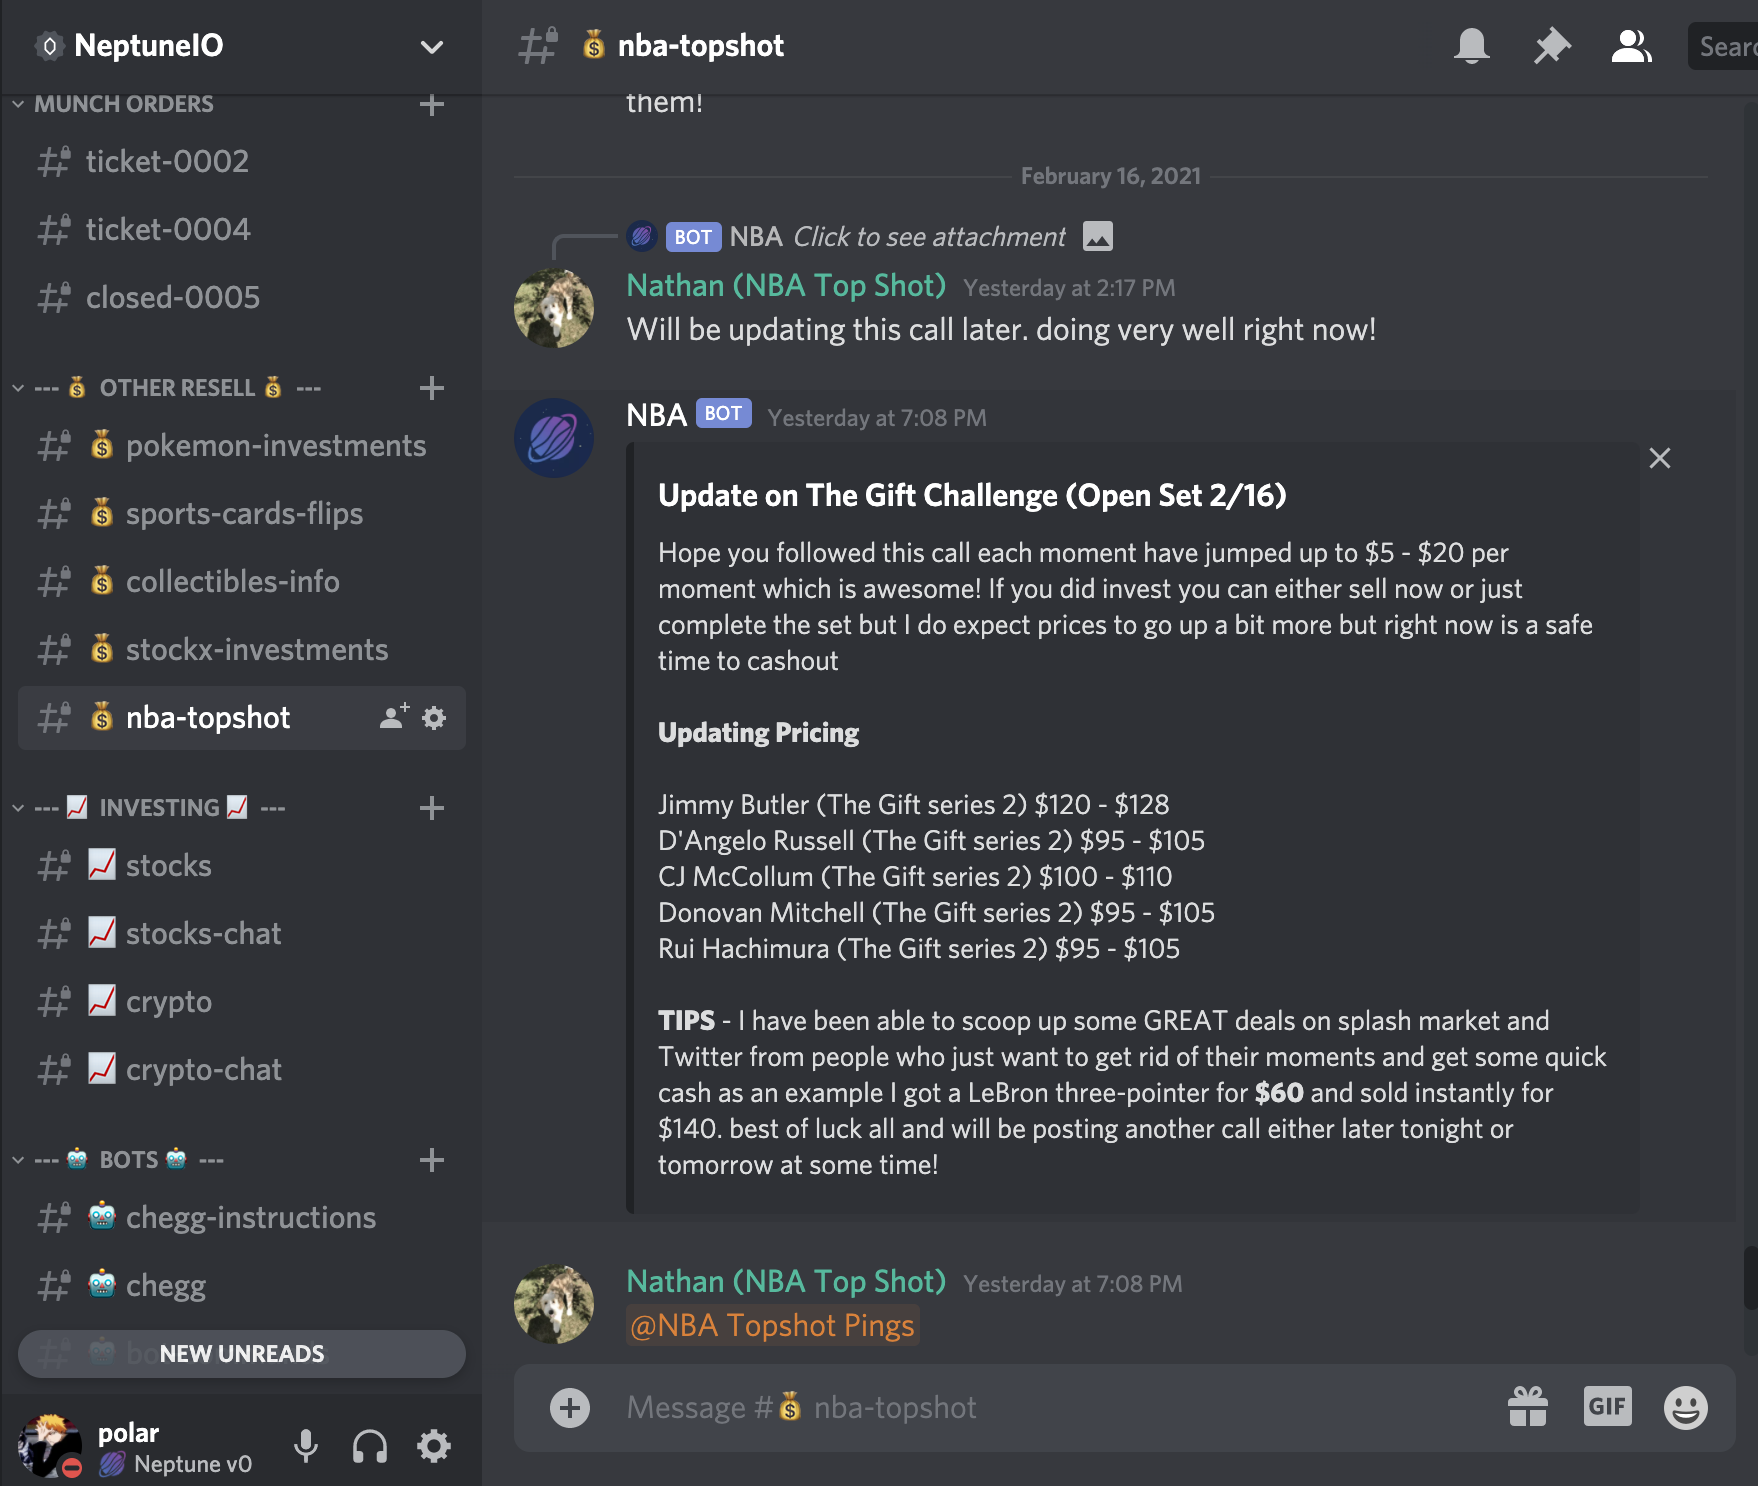 NeptuneIO
MUNCH ORDERS
ticket-0002
ticket-0004
closed-0005
--- 💰 OTHER RESELL 💰 ---
💰 pokemon-investments
💰 sports-cards-flips
💰 collectibles-info
💰 stockx-investments
💰 nba-topshot
--- 📈 INVESTING 📈 ---
📈 stocks
📈 stocks-chat
📈 crypto
📈 crypto-chat
--- 🤖 BOTS 🤖 ---
🤖 chegg-instructions
🤖 chegg
NEW UNREADS
polar
Neptune v0
💰 nba-topshot
them!
February 16, 2021
BOT NBA Click to see attachment
Nathan (NBA Top Shot) Yesterday at 2:17 PM
Will be updating this call later. doing very well right now!
NBA BOT Yesterday at 7:08 PM
Update on The Gift Challenge (Open Set 2/16)
Hope you followed this call each moment have jumped up to $5 - $20 per
moment which is awesome! If you did invest you can either sell now or just
complete the set but I do expect prices to go up a bit more but right now is a safe
time to cashout
Updating Pricing
Jimmy Butler (The Gift series 2) $120 - $128
D'Angelo Russell (The Gift series 2) $95 - $105
CJ McCollum (The Gift series 2) $100 - $110
Donovan Mitchell (The Gift series 2) $95 - $105
Rui Hachimura (The Gift series 2) $95 - $105
TIPS - I have been able to scoop up some GREAT deals on splash market and
Twitter from people who just want to get rid of their moments and get some quick
cash as an example I got a LeBron three-pointer for $60 and sold instantly for
$140. best of luck all and will be posting another call either later tonight or
tomorrow at some time!
Nathan (NBA Top Shot) Yesterday at 7:08 PM
@NBA Topshot Pings
Message #💰 nba-topshot
GIF